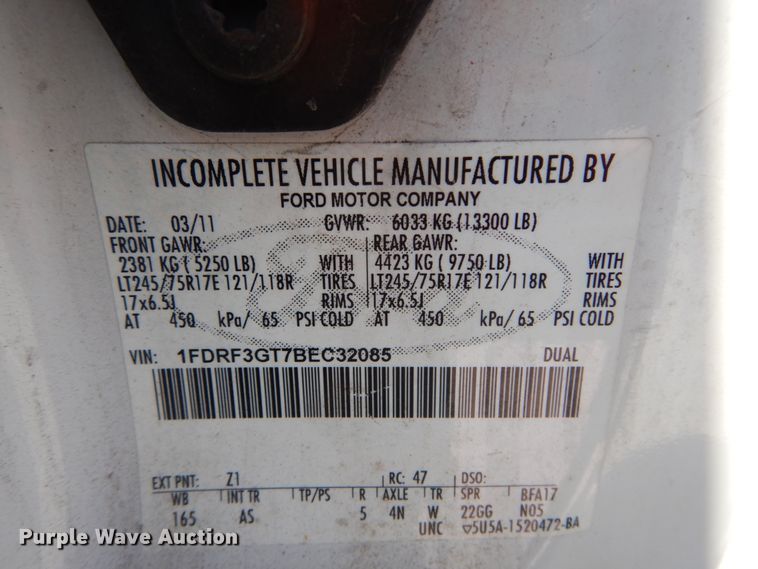 INCOMPLETE VEHICLE MANUFACTURED BY
FORD MOTOR COMPANY
DATE: 03/11 GVWR: 6033 KG (13300 LB)
FRONT GAWR: REAR GAWR:
2381 KG ( 5250 LB) WITH 4423 KG ( 9750 LB) WITH
LT245/75R17E 121/118R TIRES LT245/75R17E 121/118R TIRES
17x6.5J RIMS 17x6.5J RIMS
AT 450 kPa/ 65 PSI COLD AT 450 kPa/ 65 PSI COLD
VIN: 1FDRF3GT7BEC32085 DUAL
EXT PNT: Z1 RC: 47 DSO:
WB INT TR TP/PS R AXLE TR SPR BFA17
165 AS 5 4N W 22GG N05
UNC ▽5U5A-1520472-BA
Purple Wave Auction